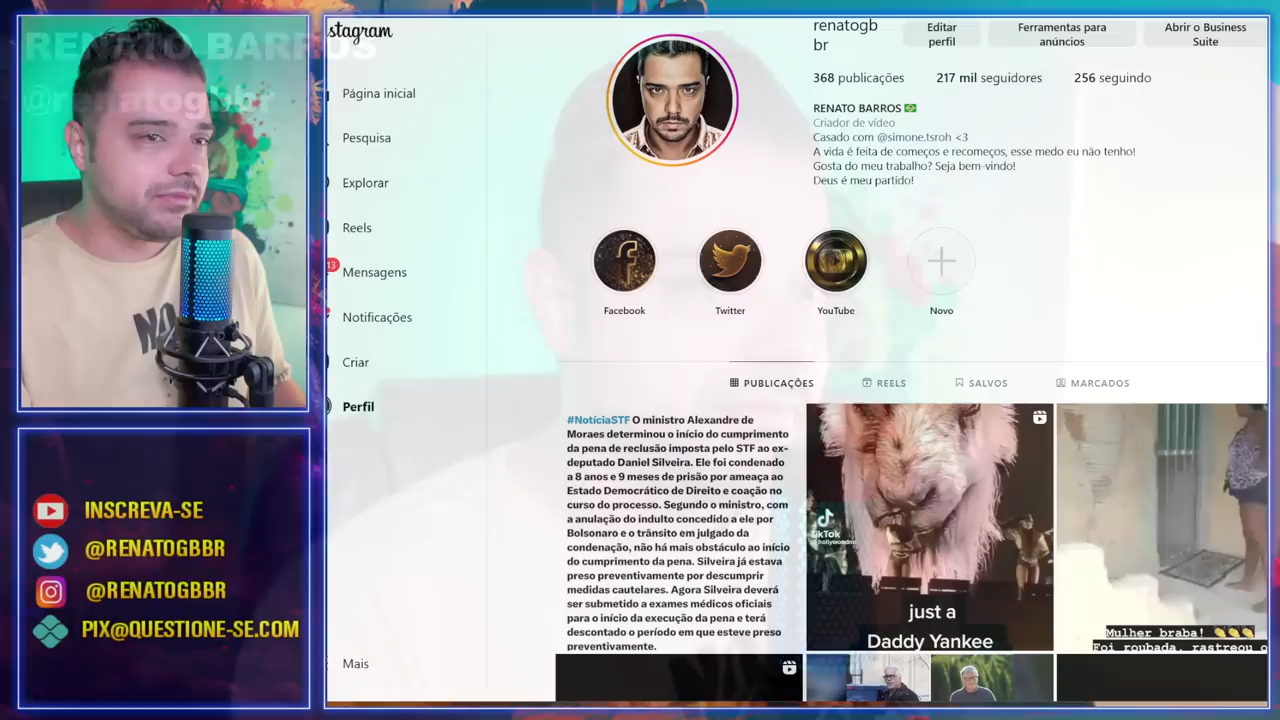 RENATO BARROS
@renatogbbr
INSCREVA-SE
@RENATOGBBR
@RENATOGBBR
PIX@QUESTIONE-SE.COM
stagram
Página inicial
Pesquisa
Explorar
Reels
13
Mensagens
Notificações
Criar
Perfil
Mais
renatogb
br
Editar
perfil
Ferramentas para
anúncios
Abrir o Business
Suite
368 publicações
217 mil seguidores
256 seguindo
RENATO BARROS
Criador de vídeo
Casado com @simone.tsroh <3
A vida é feita de começos e recomeços, esse medo eu não tenho!
Gosta do meu trabalho? Seja bem-vindo!
Deus é meu partido!
Facebook
Twitter
YouTube
Novo
PUBLICAÇÕES
REELS
SALVOS
MARCADOS
#NotíciaSTF O ministro Alexandre de
Moraes determinou o início do cumprimento
da pena de reclusão imposta pelo STF ao ex-
deputado Daniel Silveira. Ele foi condenado
a 8 anos e 9 meses de prisão por ameaça ao
Estado Democrático de Direito e coação no
curso do processo. Segundo o ministro, com
a anulação do indulto concedido a ele por
Bolsonaro e o trânsito em julgado da
condenação, não há mais obstáculo ao início
do cumprimento da pena. Silveira já estava
preso preventivamente por descumprir
medidas cautelares. Agora Silveira deverá
ser submetido a exames médicos oficiais
para o início da execução da pena e terá
descontado o período em que esteve preso
preventivamente.
TikTok
just a
Daddy Yankee
Mulher braba!
Foi roubada, rastreou o